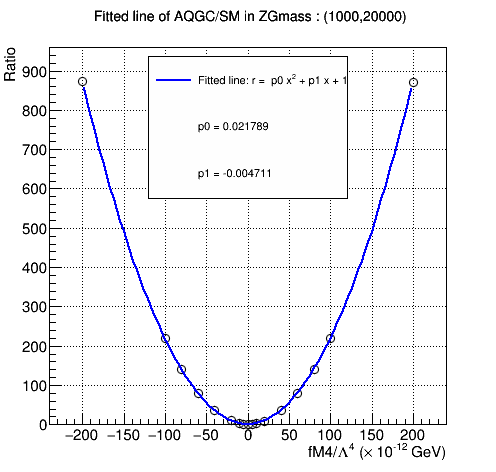 Fitted line of AQGC/SM in ZGmass : (1000,20000)
Ratio
Fitted line: r = p0 x² + p1 x + 1
p0 = 0.021789
p1 = -0.004711
900
800
700
600
500
400
300
200
100
0
−200 −150 −100 −50 0 50 100 150 200
fM4/Λ⁴ (× 10⁻¹² GeV)